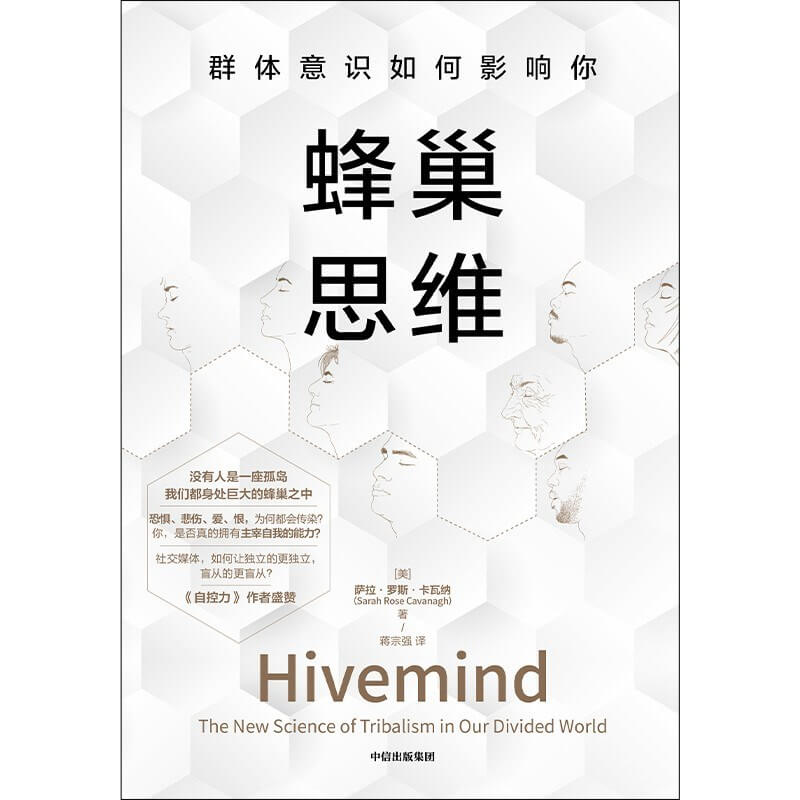 群体意识如何影响你
蜂巢
思维
没有人是一座孤岛
我们都身处巨大的蜂巢之中
恐惧、悲伤、爱、恨，为何都会传染？
你，是否真的拥有主宰自我的能力？
社交媒体，如何让独立的更独立，
盲从的更盲从？
《自控力》作者盛赞
[美]
萨拉·罗斯·卡瓦纳
(Sarah Rose Cavanagh)
著
/
蒋宗强 译
Hivemind
The New Science of Tribalism in Our Divided World
中信出版集团